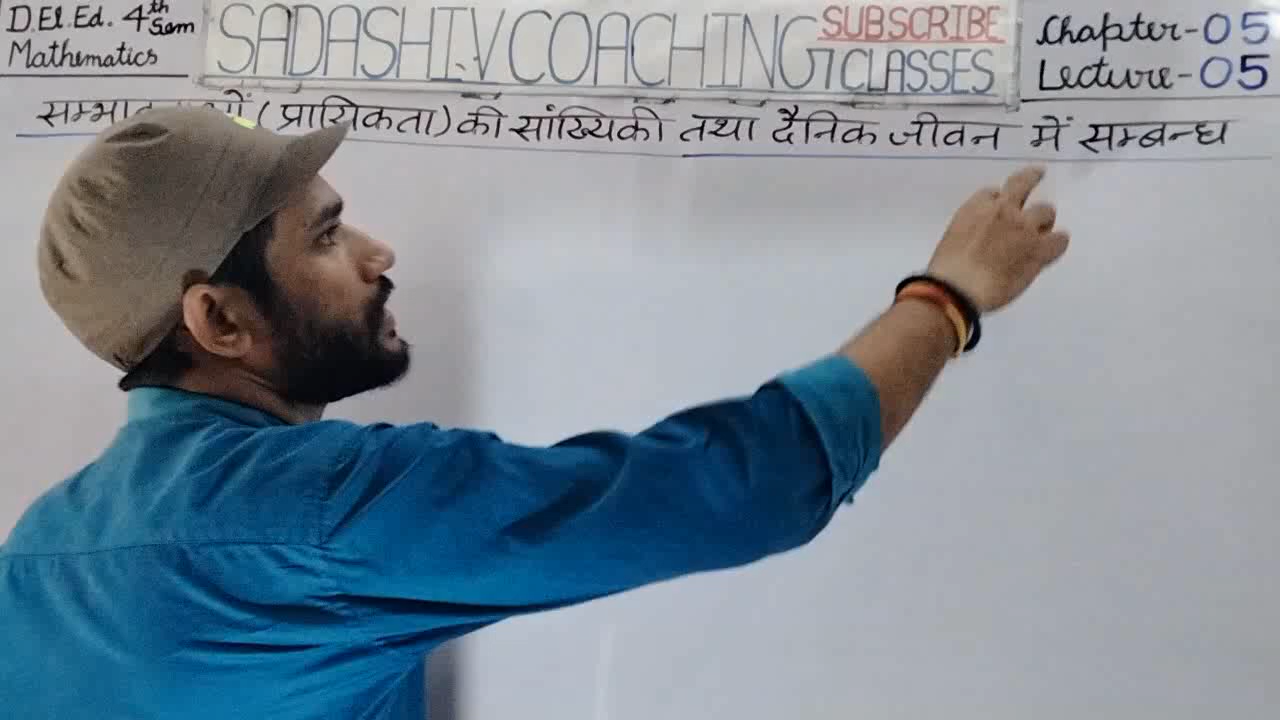 D.El.Ed. 4th Sem
Mathematics
SADASHIV COACHING CLASSES
SUBSCRIBE
Chapter-05
Lecture-05
(प्रायिकता) की सांख्यिकी तथा दैनिक जीवन में सम्बन्ध